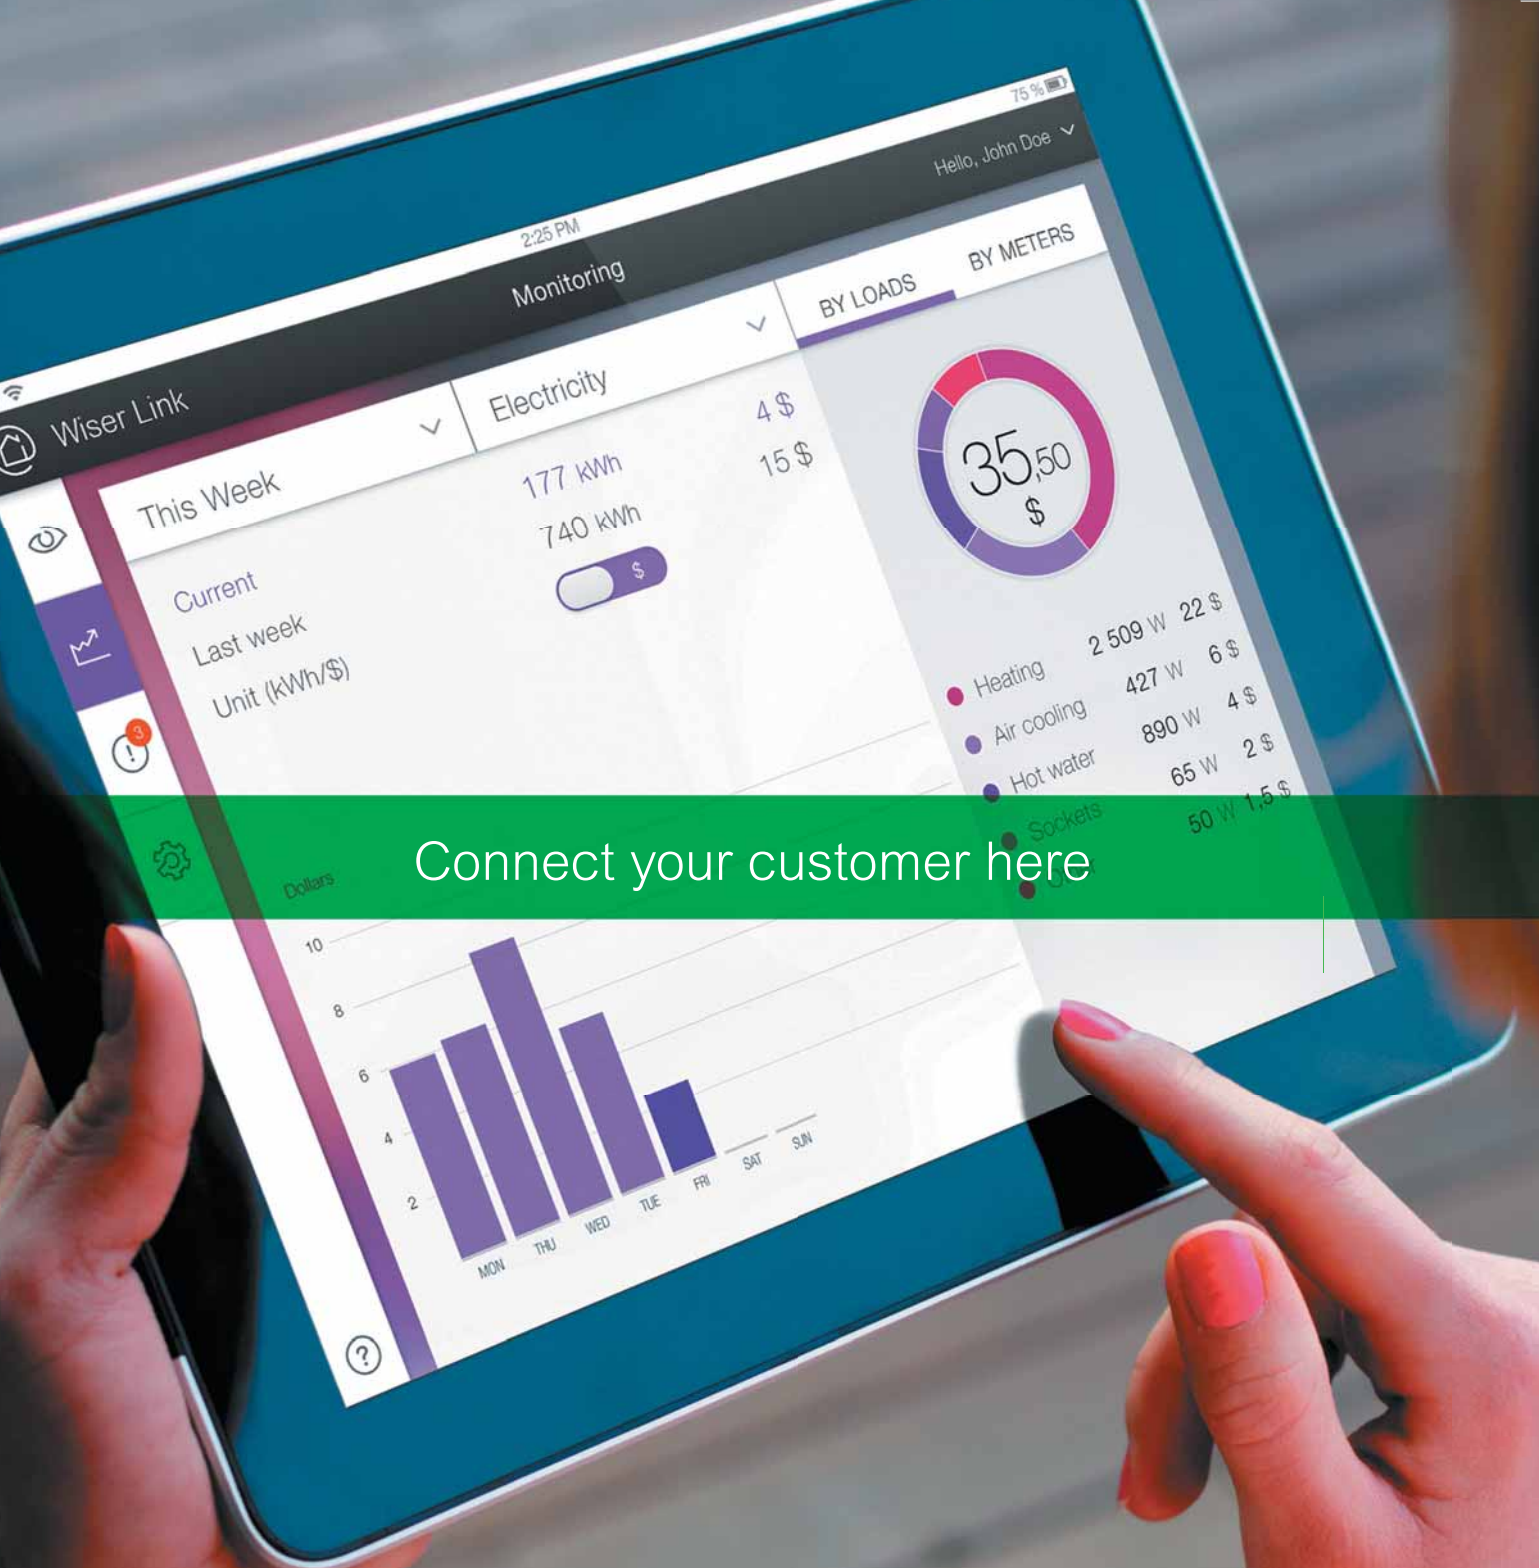 75 %
2:25 PM
Hello, John Doe
Wiser Link
Monitoring
This Week
Electricity
BY LOADS
BY METERS
Current
177 kWh
4 $
Last week
740 kWh
15 $
Unit (kWh/$)
$
35,50
$
Heating 2 509 W 22 $
Air cooling 427 W 6 $
Hot water 890 W 4 $
Sockets 65 W 2 $
50 W 1,5 $
3
!
Connect your customer here
Dollars
10
8
6
4
2
MON
THU
WED
TUE
FRI
SAT
SUN
?